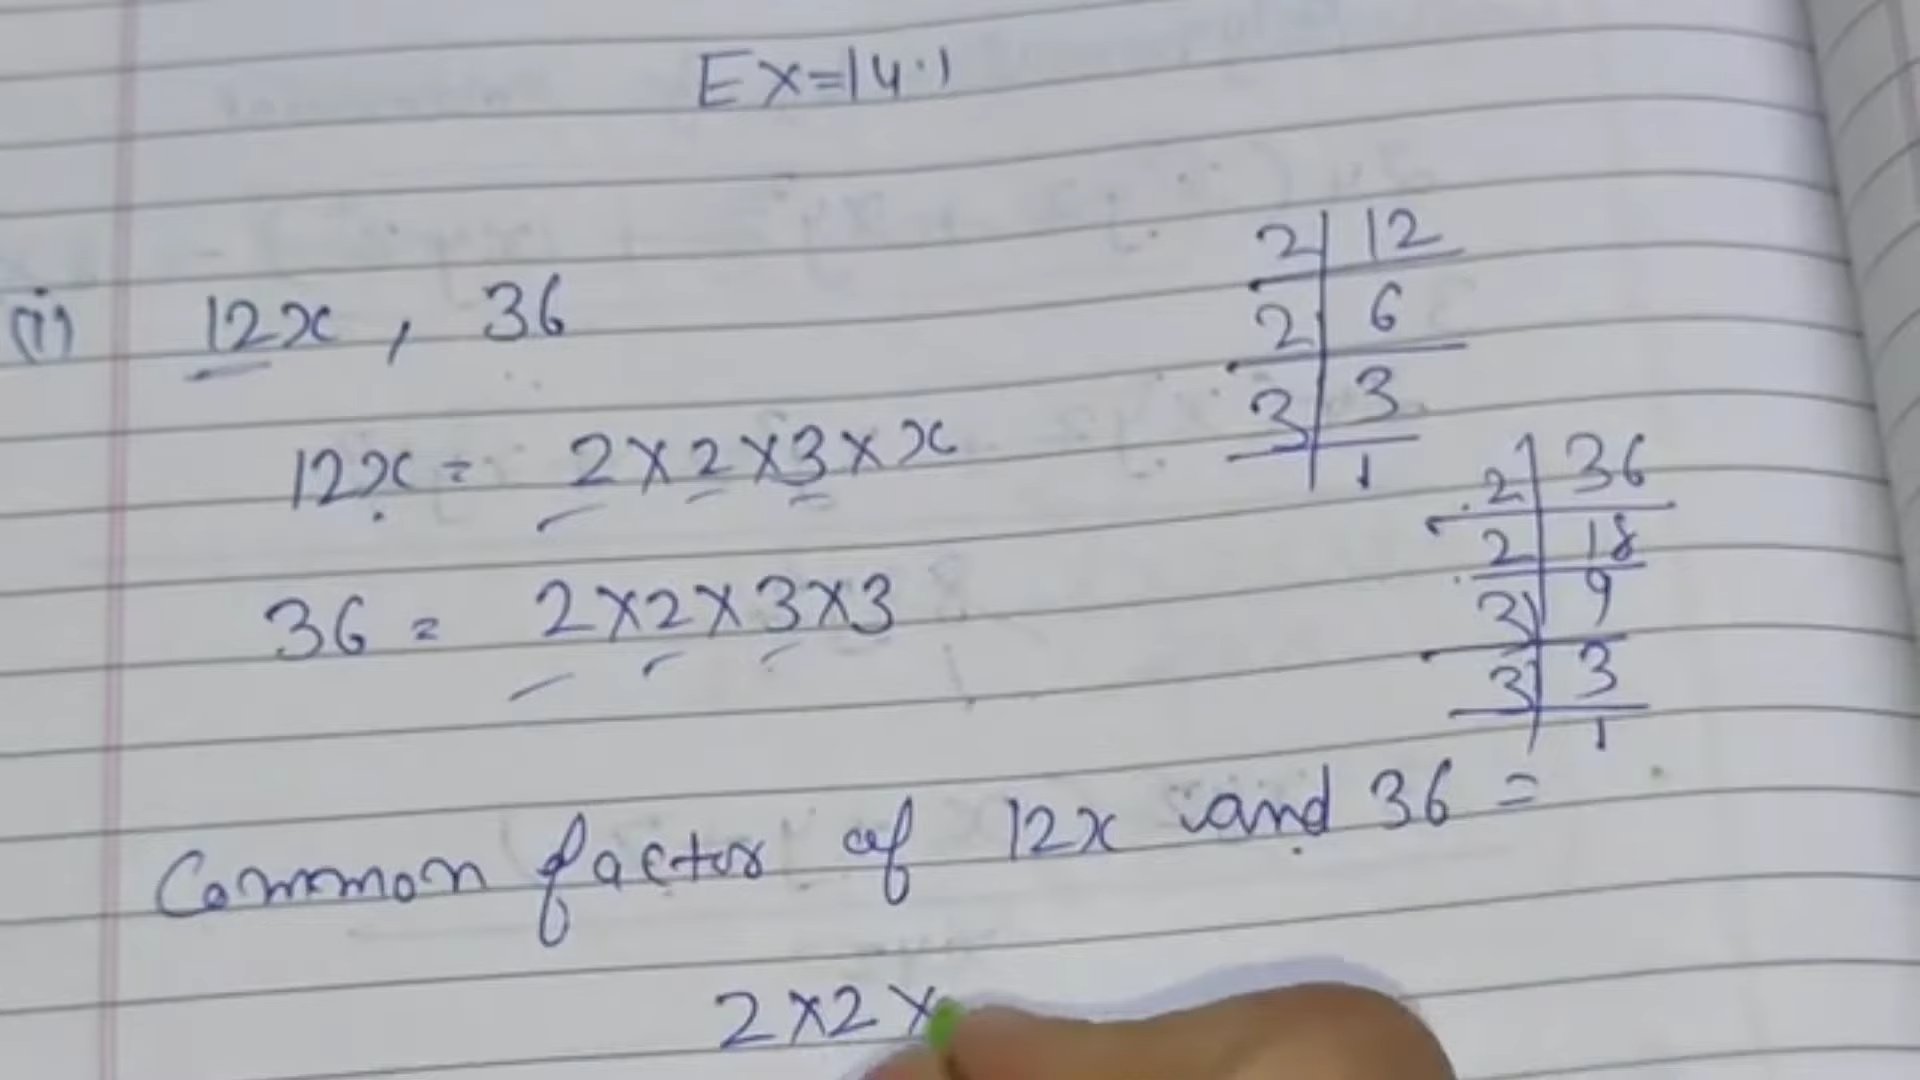 Ex=14.1
(i) 12x, 36
2 | 12
2 | 6
3 | 3
1
12x = 2×2×3×x
2 | 36
2 | 18
3 | 9
3 | 3
1
36 = 2×2×3×3
Common factor of 12x and 36 =
2×2×